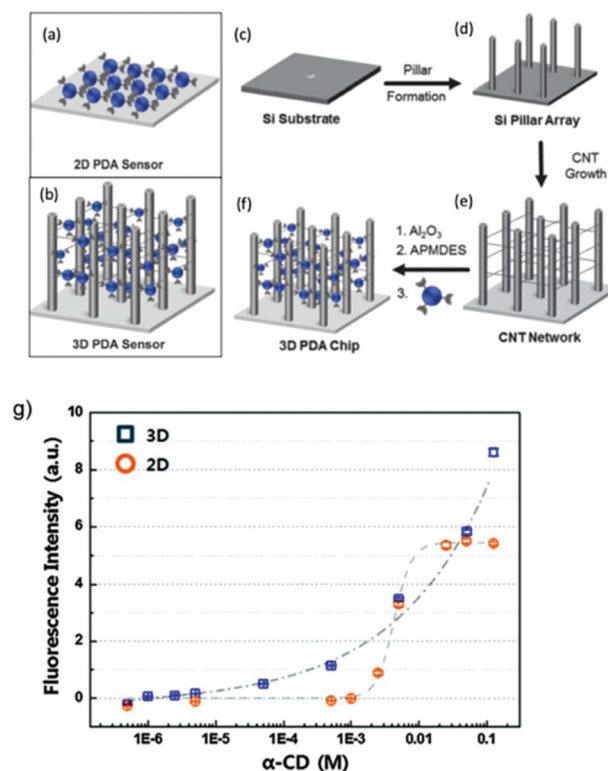 (a)
2D PDA Sensor
(b)
3D PDA Sensor
(c)
Si Substrate
Pillar
Formation
(d)
Si Pillar Array
CNT
Growth
(e)
CNT Network
1. Al₂O₃
2. APMDES
3.
(f)
3D PDA Chip
g)
3D
2D
Fluorescence Intensity (a.u.)
10
8
6
4
2
0
1E-6 1E-5 1E-4 1E-3 0.01 0.1
α-CD (M)